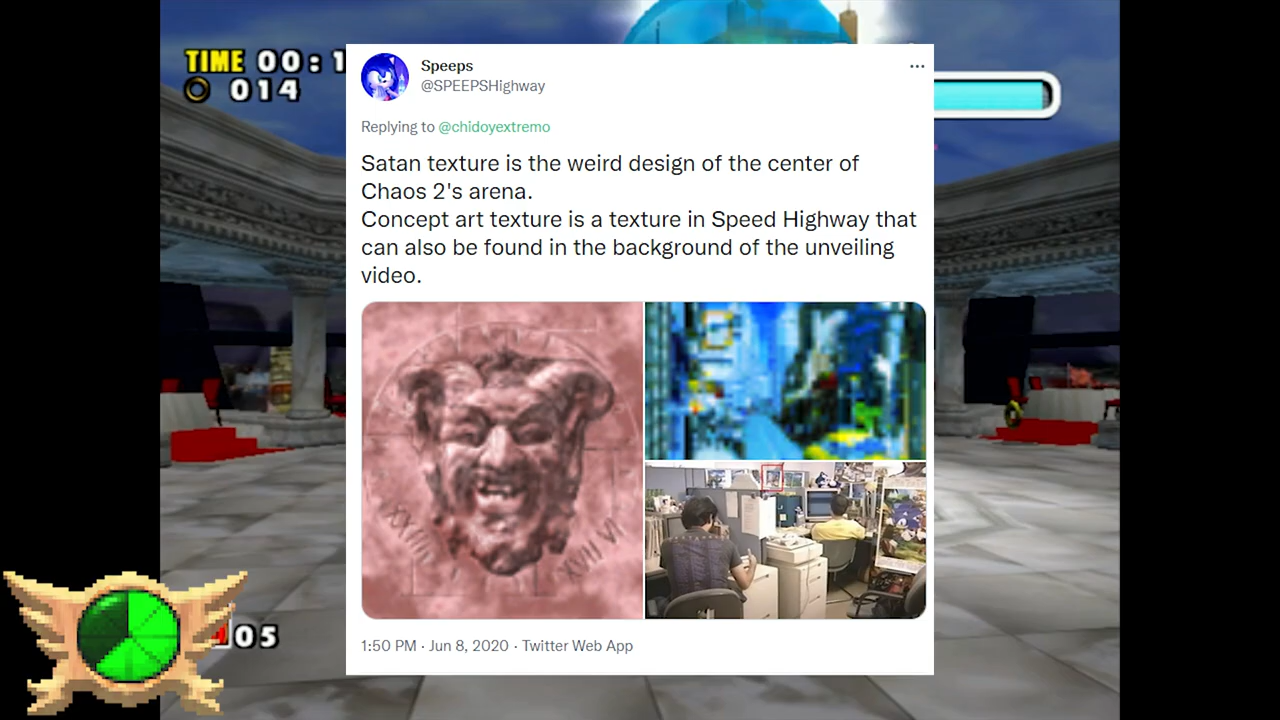 TIME 00:1
014
Speeps
@SPEEPSHighway
Replying to @chidoyextremo
Satan texture is the weird design of the center of
Chaos 2's arena.
Concept art texture is a texture in Speed Highway that
can also be found in the background of the unveiling
video.
XVII VI
05
1:50 PM · Jun 8, 2020 · Twitter Web App